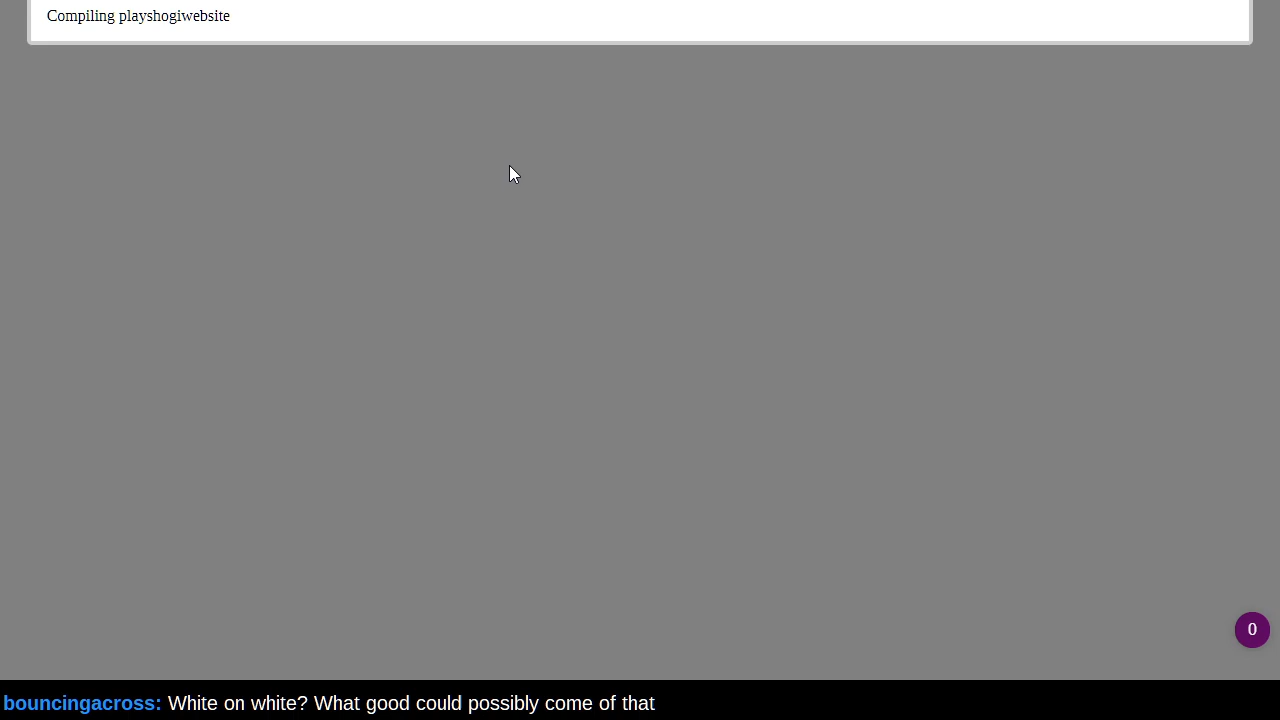 Compiling playshogiwebsite
0
bouncingacross: White on white? What good could possibly come of that